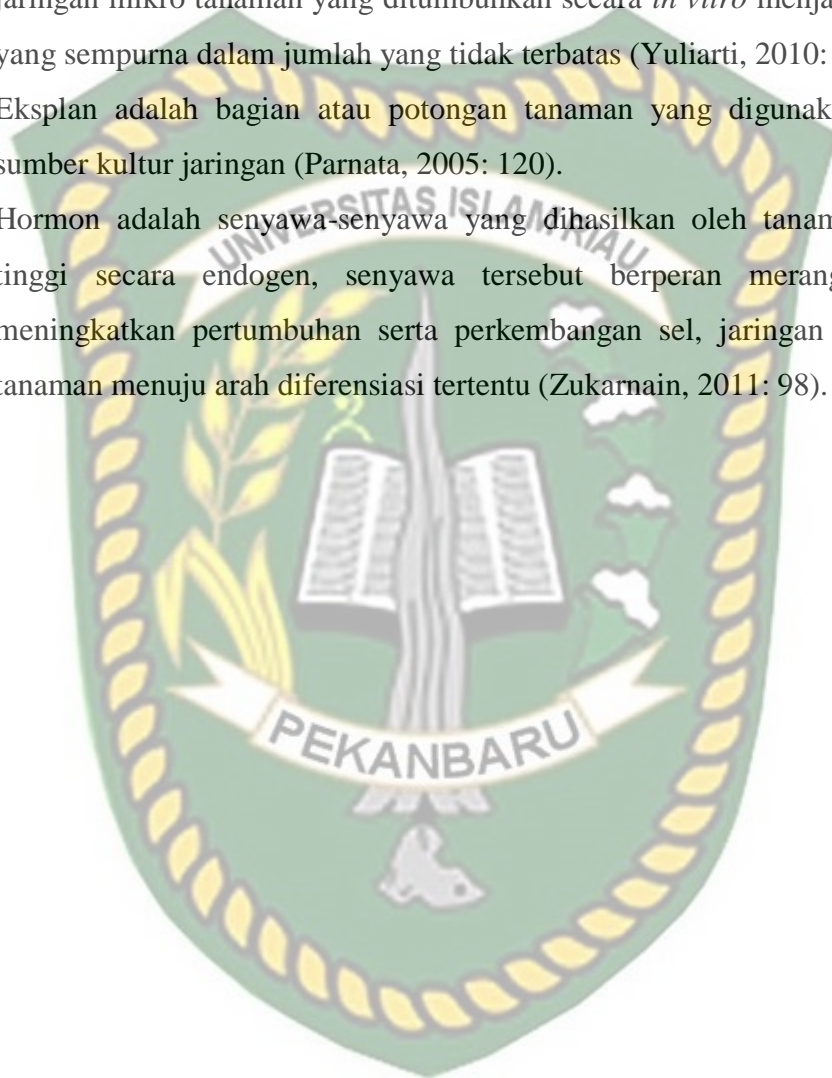 jaringan mikro tanaman yang ditumbuhkan secara in vitro menja
yang sempurna dalam jumlah yang tidak terbatas (Yuliarti, 2010:
Eksplan adalah bagian atau potongan tanaman yang digunak
sumber kultur jaringan (Parnata, 2005: 120).
Hormon adalah senyawa-senyawa yang dihasilkan oleh tanam
UNIVERSITAS ISLAM RIAU
tinggi secara endogen, senyawa tersebut berperan merang
meningkatkan pertumbuhan serta perkembangan sel, jaringan
tanaman menuju arah diferensiasi tertentu (Zukarnain, 2011: 98).
PEKANBARU